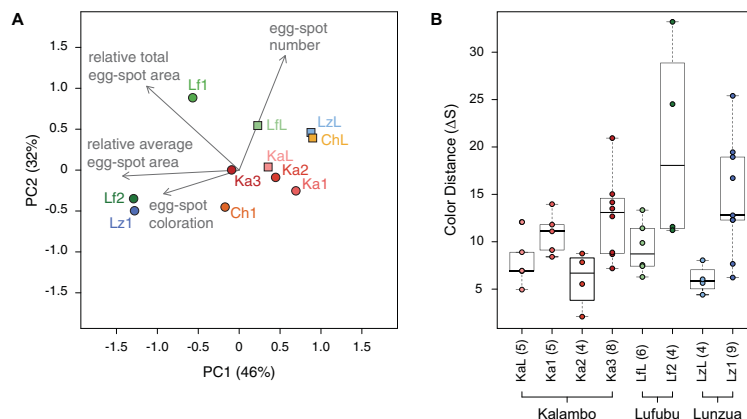 A
B
egg-spot
number
relative total
egg-spot area
Lf1
LfL
LzL
ChL
relative average
egg-spot area
KaL
Ka2
Ka3
Ka1
Lf2
Lz1
egg-spot
coloration
Ch1
PC2 (32%)
1.5
1.0
0.5
0
-0.5
-1.0
-1.5
-1.5 -1.0 -0.5 0 0.5 1.0 1.5
PC1 (46%)
Color Distance (ΔS)
30
25
20
15
10
5
KaL (5)
Ka1 (5)
Ka2 (4)
Ka3 (8)
LfL (6)
Lf2 (4)
LzL (4)
Lz1 (9)
Kalambo Lufubu Lunzua